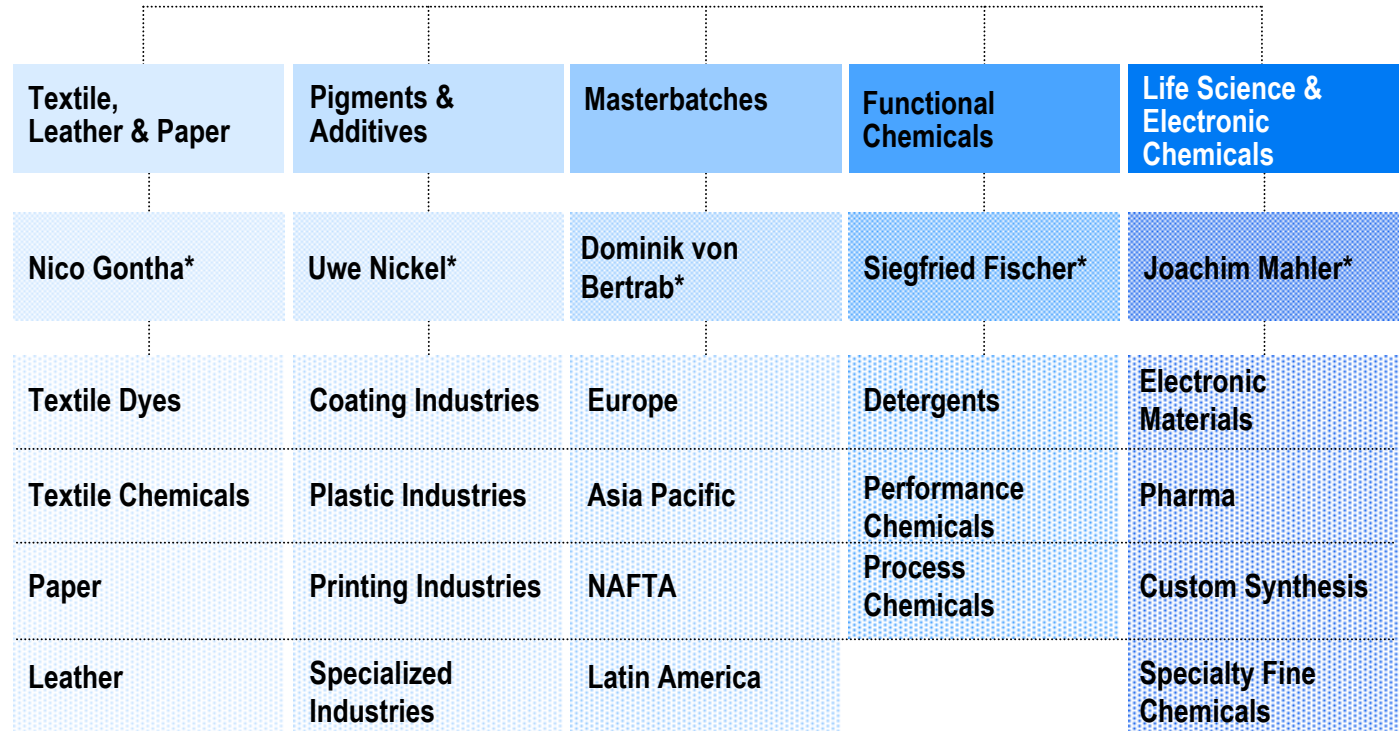 Textile,
Leather & Paper
Pigments &
Additives
Masterbatches
Functional
Chemicals
Life Science &
Electronic
Chemicals
Nico Gontha*
Uwe Nickel*
Dominik von
Bertrab*
Siegfried Fischer*
Joachim Mahler*
Textile Dyes
Coating Industries
Europe
Detergents
Electronic
Materials
Textile Chemicals
Plastic Industries
Asia Pacific
Performance
Chemicals
Pharma
Paper
Printing Industries
NAFTA
Process
Chemicals
Custom Synthesis
Leather
Specialized
Industries
Latin America
Specialty Fine
Chemicals